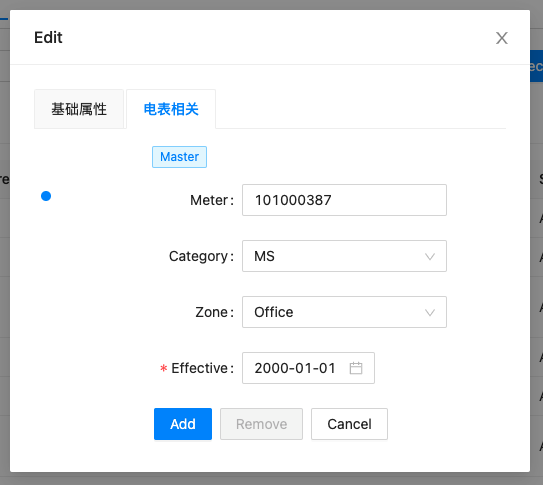 Edit
基础属性
电表相关
Master
Meter:
101000387
Category:
MS
Zone:
Office
* Effective:
2000-01-01
Add
Remove
Cancel